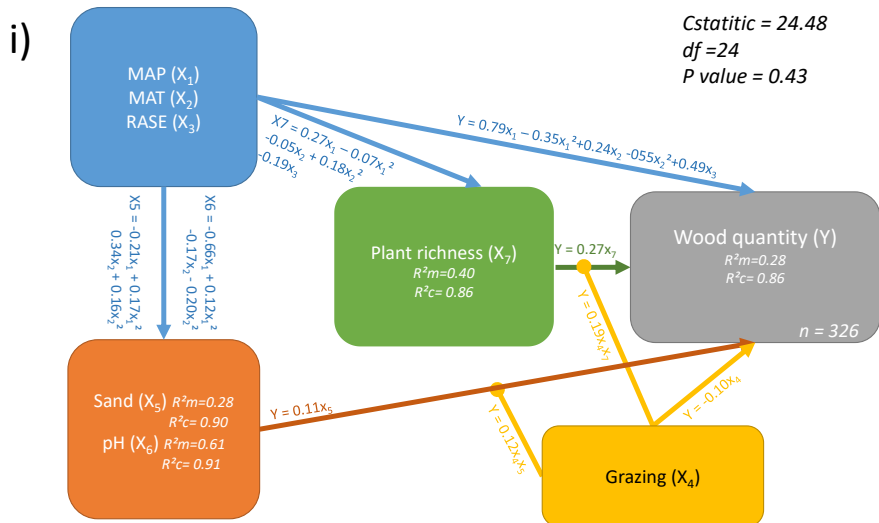 i)
Cstatitic = 24.48
df =24
P value = 0.43
MAP (X₁)
MAT (X₂)
RASE (X₃)
Y = 0.79x₁ – 0.35x₁²+0.24x₂ -055x₂²+0.49x₃
X7 = 0.27x₁ – 0.07x₁²
-0.05x₂ + 0.18x₂²
-0.19x₃
X6 = -0.66x₁ + 0.12x₁²
-0.17x₂ - 0.20x₂²
X5 = -0.21x₁ + 0.17x₁²
0.34x₂ + 0.16x₂²
Plant richness (X₇)
R²m=0.40
R²c= 0.86
Y = 0.27x₇
Wood quantity (Y)
R²m=0.28
R²c= 0.86
n = 326
Y = 0.19x₄x₇
Y = -0.10x₄
Sand (X₅) R²m=0.28
R²c= 0.90
pH (X₆) R²m=0.61
R²c= 0.91
Y = 0.11x₅
Y = 0.12x₄x₅
Grazing (X₄)